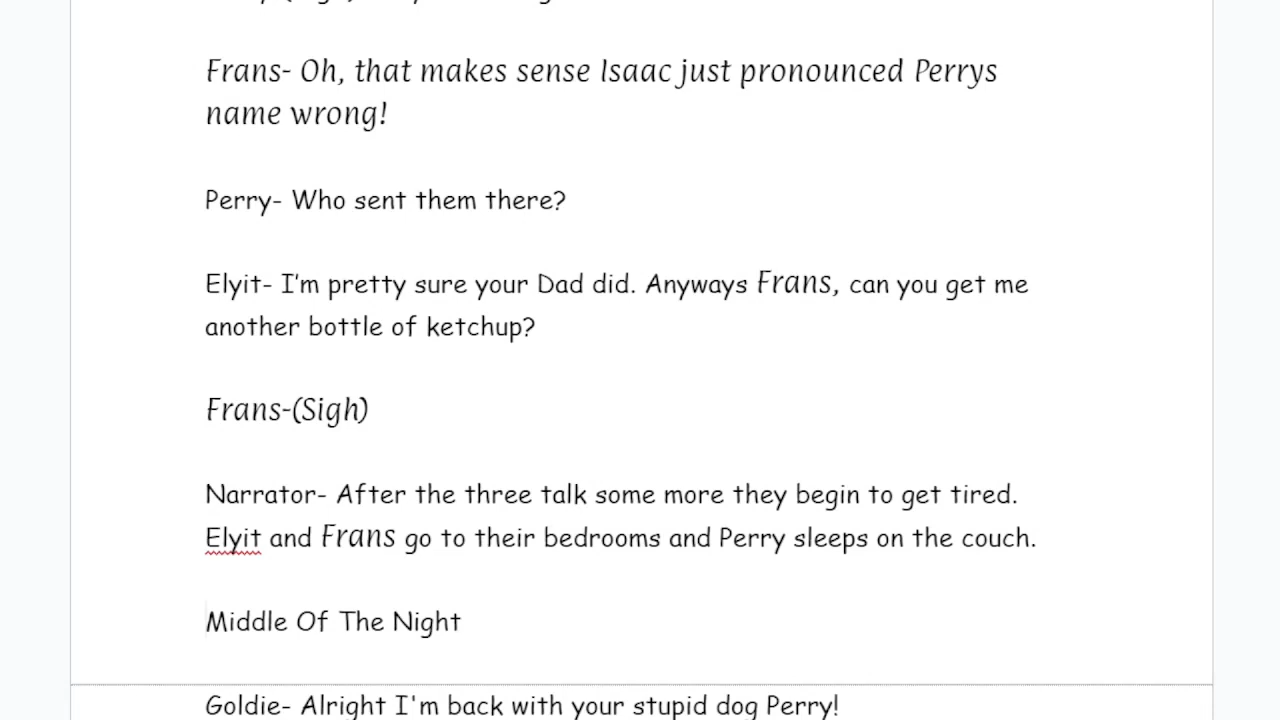 Frans- Oh, that makes sense Isaac just pronounced Perrys
name wrong!
Perry- Who sent them there?
Elyit- I'm pretty sure your Dad did. Anyways Frans, can you get me
another bottle of ketchup?
Frans-(Sigh)
Narrator- After the three talk some more they begin to get tired.
Elyit and Frans go to their bedrooms and Perry sleeps on the couch.
Middle Of The Night
Goldie- Alright I'm back with your stupid dog Perry!